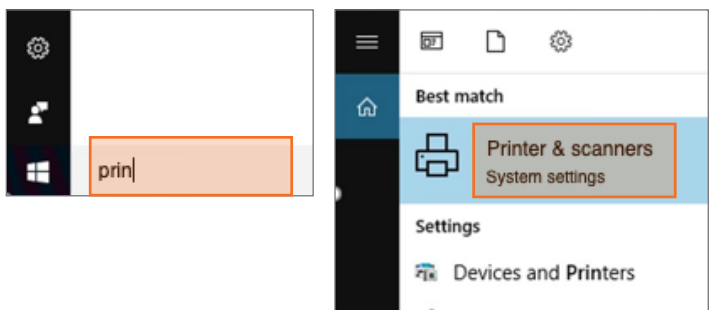 prin
Best match
Printer & scanners
System settings
Settings
Devices and Printers